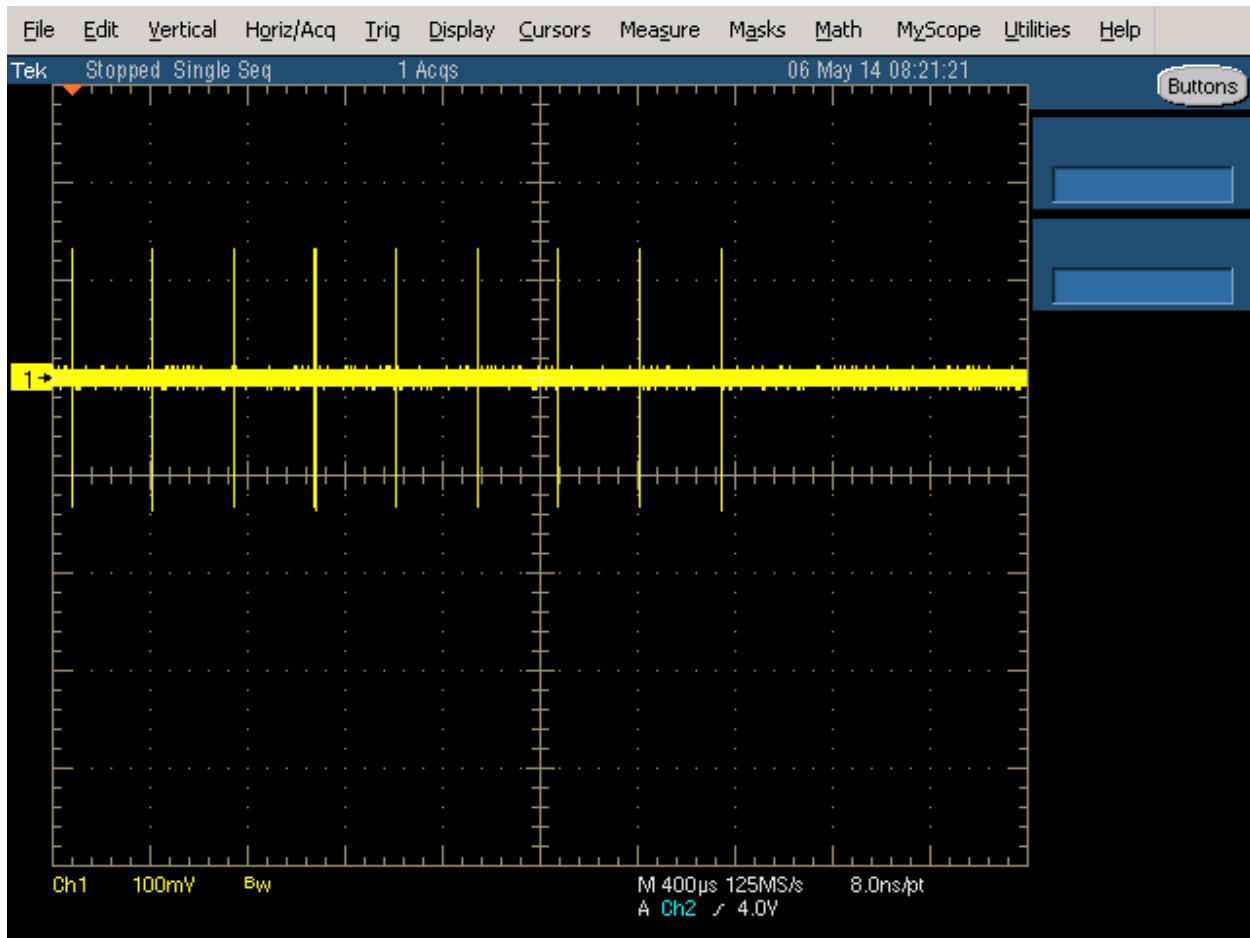 File Edit Vertical Horiz/Acq Trig Display Cursors Measure Masks Math MyScope Utilities Help
Tek Stopped Single Seq 1 Acqs 06 May 14 08:21:21 Buttons
1
Ch1 100mV Bw M 400µs 125MS/s 8.0ns/pt
A Ch2 4.0V